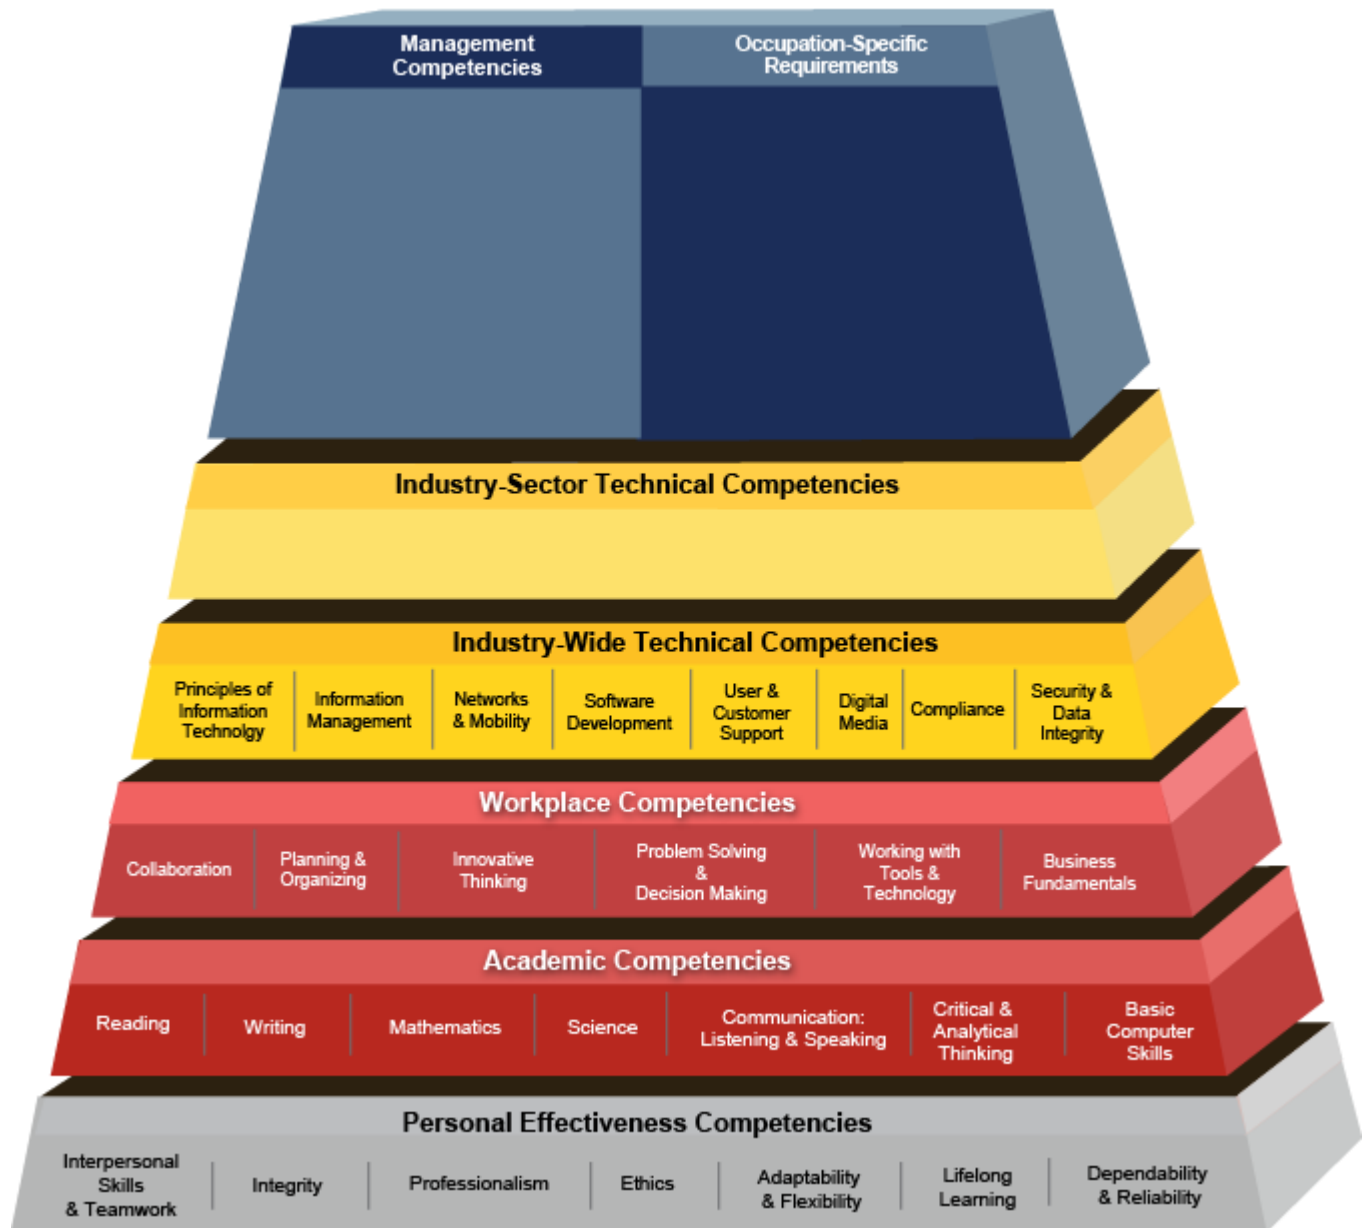 Management
Competencies
Occupation-Specific
Requirements
Industry-Sector Technical Competencies
Industry-Wide Technical Competencies
Principles of
Information
Technolgy
Information
Management
Networks
& Mobility
Software
Development
User &
Customer
Support
Digital
Media
Compliance
Security &
Data
Integrity
Workplace Competencies
Collaboration
Planning &
Organizing
Innovative
Thinking
Problem Solving
&
Decision Making
Working with
Tools &
Technology
Business
Fundamentals
Academic Competencies
Reading
Writing
Mathematics
Science
Communication:
Listening & Speaking
Critical &
Analytical
Thinking
Basic
Computer
Skills
Personal Effectiveness Competencies
Interpersonal
Skills
& Teamwork
Integrity
Professionalism
Ethics
Adaptability
& Flexibility
Lifelong
Learning
Dependability
& Reliability